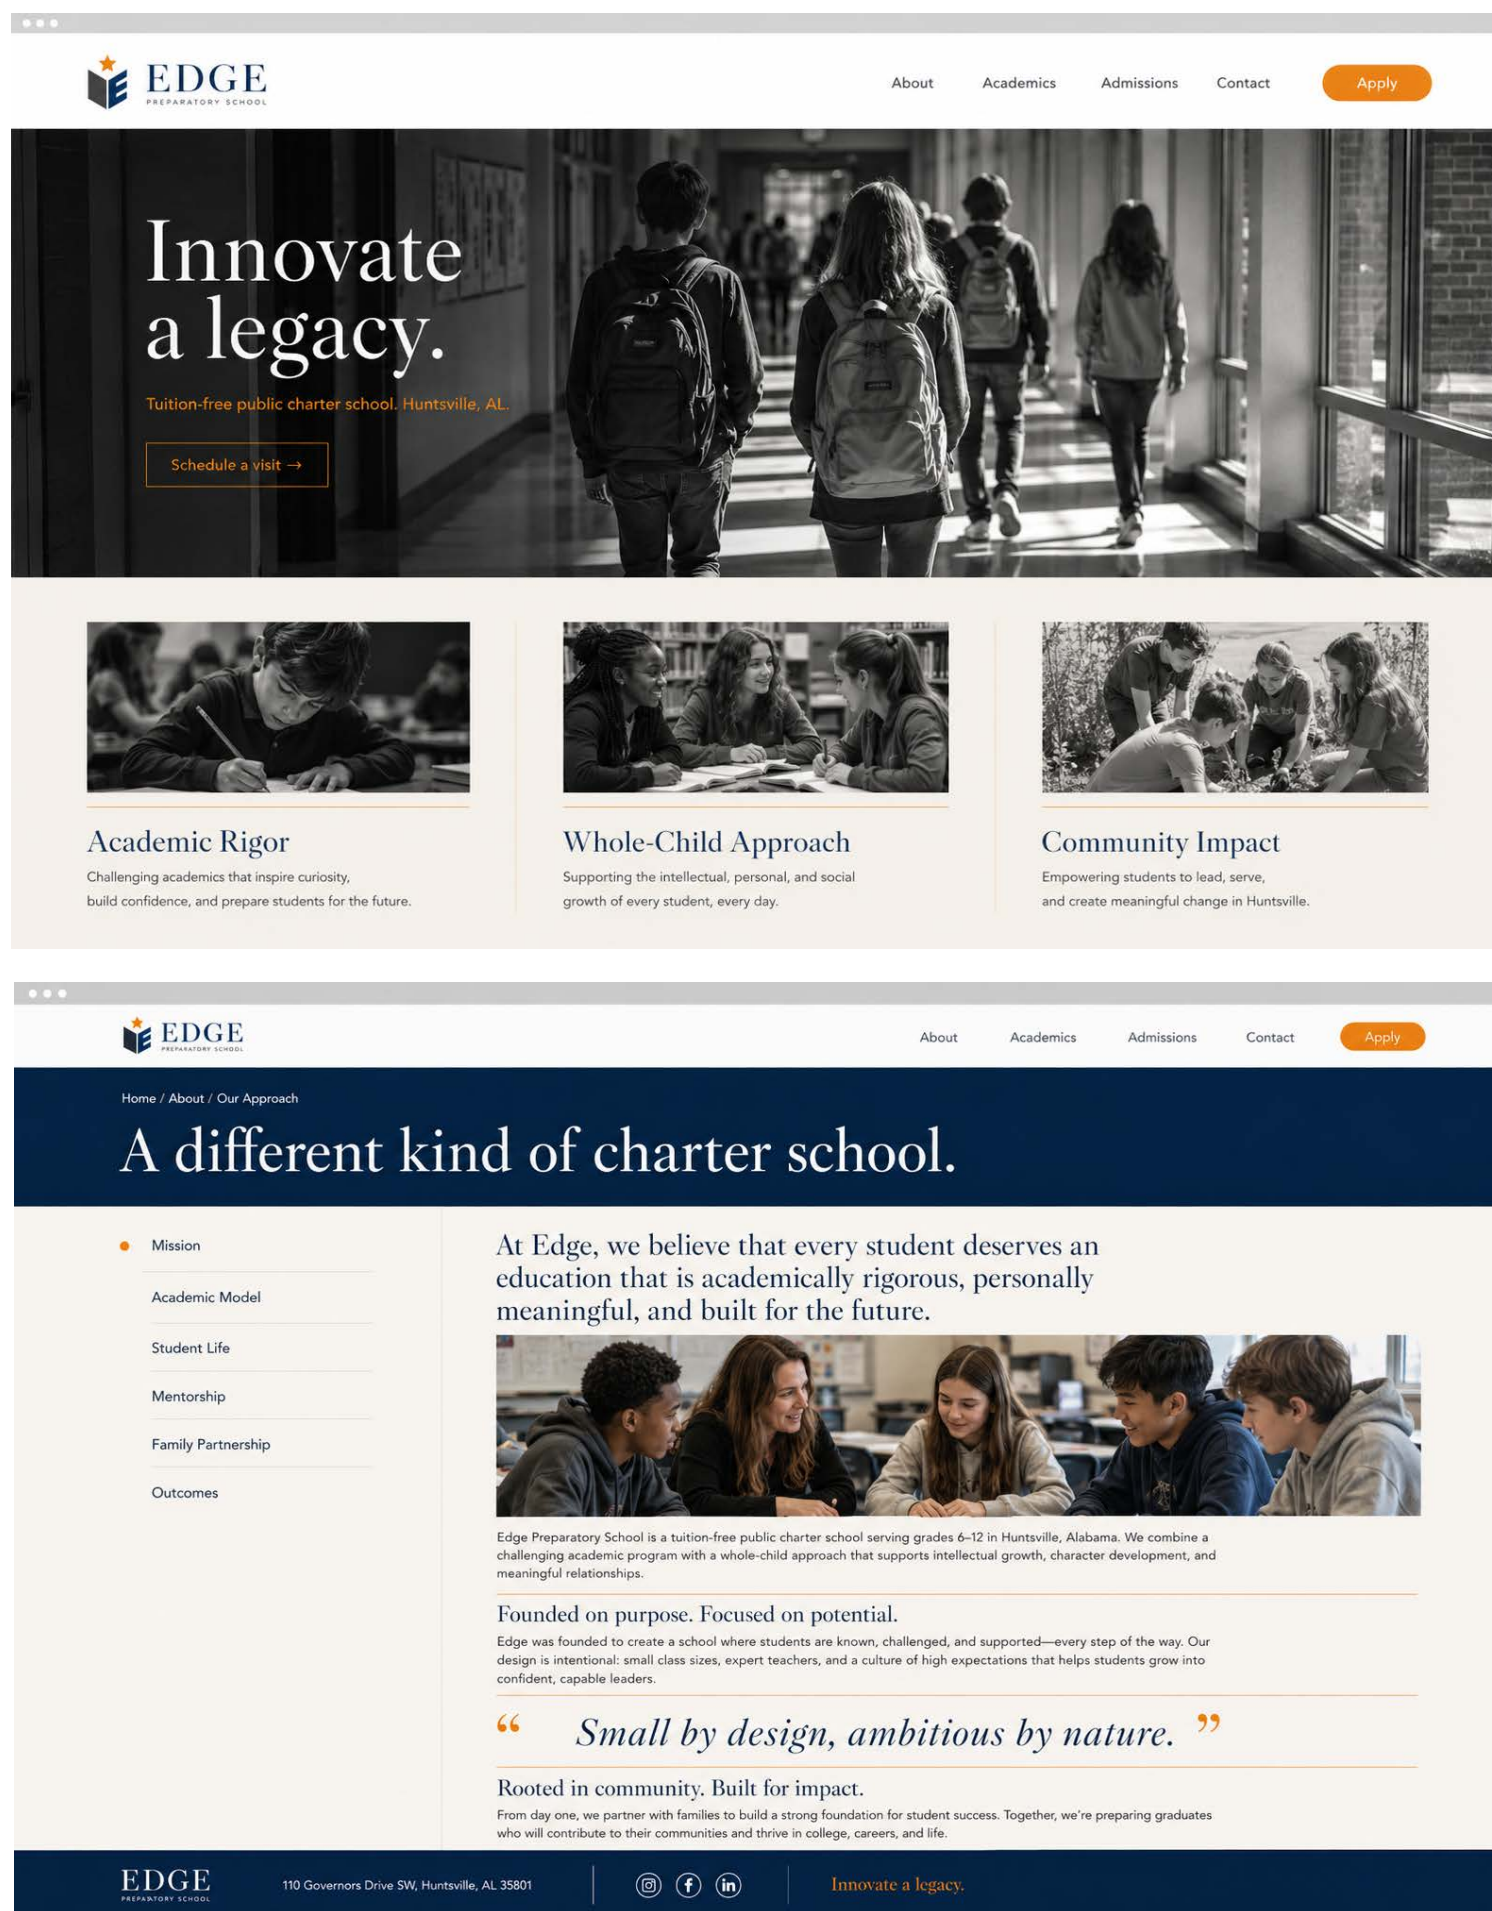 EDGE
PREPARATORY SCHOOL
About
Academics
Admissions
Contact
Apply
Innovate
a legacy.
Tuition-free public charter school. Huntsville, AL.
Schedule a visit →
Academic Rigor
Challenging academics that inspire curiosity,
build confidence, and prepare students for the future.
Whole-Child Approach
Supporting the intellectual, personal, and social
growth of every student, every day.
Community Impact
Empowering students to lead, serve,
and create meaningful change in Huntsville.
EDGE
PREPARATORY SCHOOL
About
Academics
Admissions
Contact
Apply
Home / About / Our Approach
A different kind of charter school.
Mission
Academic Model
Student Life
Mentorship
Family Partnership
Outcomes
At Edge, we believe that every student deserves an
education that is academically rigorous, personally
meaningful, and built for the future.
Edge Preparatory School is a tuition-free public charter school serving grades 6–12 in Huntsville, Alabama. We combine a
challenging academic program with a whole-child approach that supports intellectual growth, character development, and
meaningful relationships.
Founded on purpose. Focused on potential.
Edge was founded to create a school where students are known, challenged, and supported—every step of the way. Our
design is intentional: small class sizes, expert teachers, and a culture of high expectations that helps students grow into
confident, capable leaders.
“ Small by design, ambitious by nature. ”
Rooted in community. Built for impact.
From day one, we partner with families to build a strong foundation for student success. Together, we're preparing graduates
who will contribute to their communities and thrive in college, careers, and life.
EDGE
PREPARATORY SCHOOL
110 Governors Drive SW, Huntsville, AL 35801
Innovate a legacy.